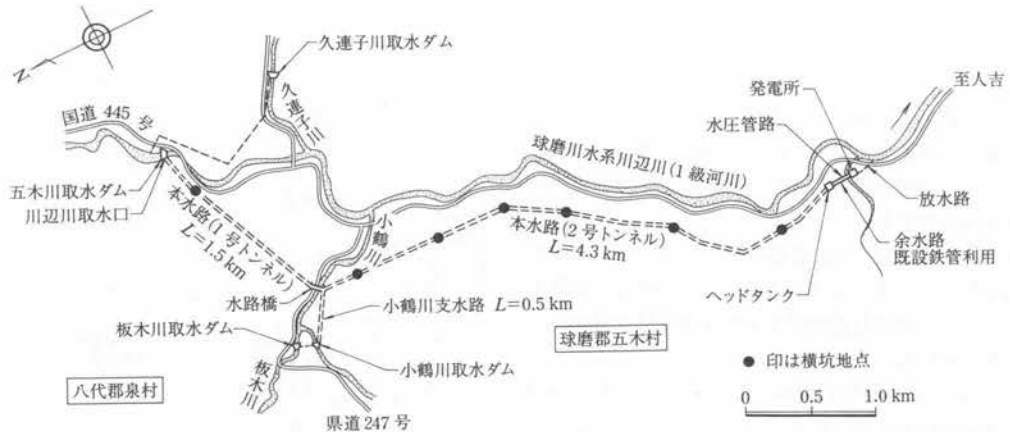 N
国道 445 号
久連子川取水ダム
久連子川
発電所
至人吉
水圧管路
球磨川水系川辺川(1級河川)
五木川取水ダム
川辺川取水口
本水路(1号トンネル)
L=1.5 km
小鶴川
本水路(2号トンネル)
L=4.3 km
放水路
余水路
既設鉄管利用
水路橋
小鶴川支水路 L=0.5 km
ヘッドタンク
板木川取水ダム
球磨郡五木村
小鶴川取水ダム
● 印は横坑地点
八代郡泉村
板木川
県道 247 号
0 0.5 1.0 km